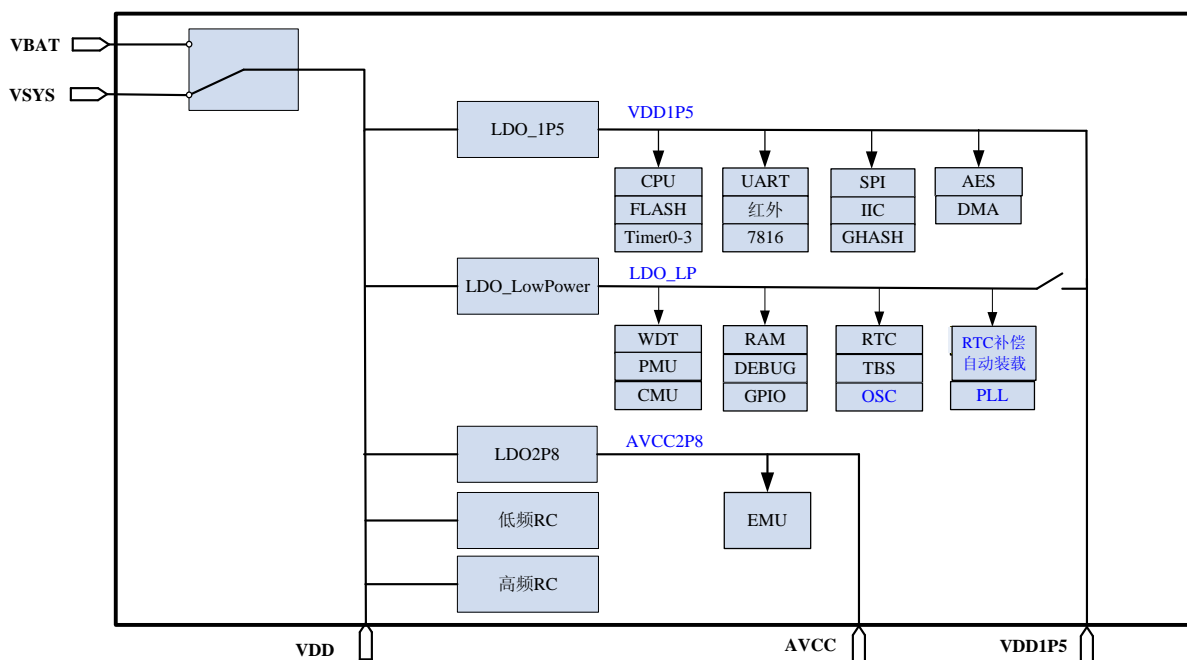 VBAT
VSYS
LDO_1P5
VDD1P5
CPU
FLASH
Timer0-3
UART
红外
7816
SPI
IIC
GHASH
AES
DMA
LDO_LowPower
LDO_LP
WDT
PMU
CMU
RAM
DEBUG
GPIO
RTC
TBS
OSC
RTC补偿
自动装载
PLL
LDO2P8
AVCC2P8
EMU
低频RC
高频RC
VDD
AVCC
VDD1P5